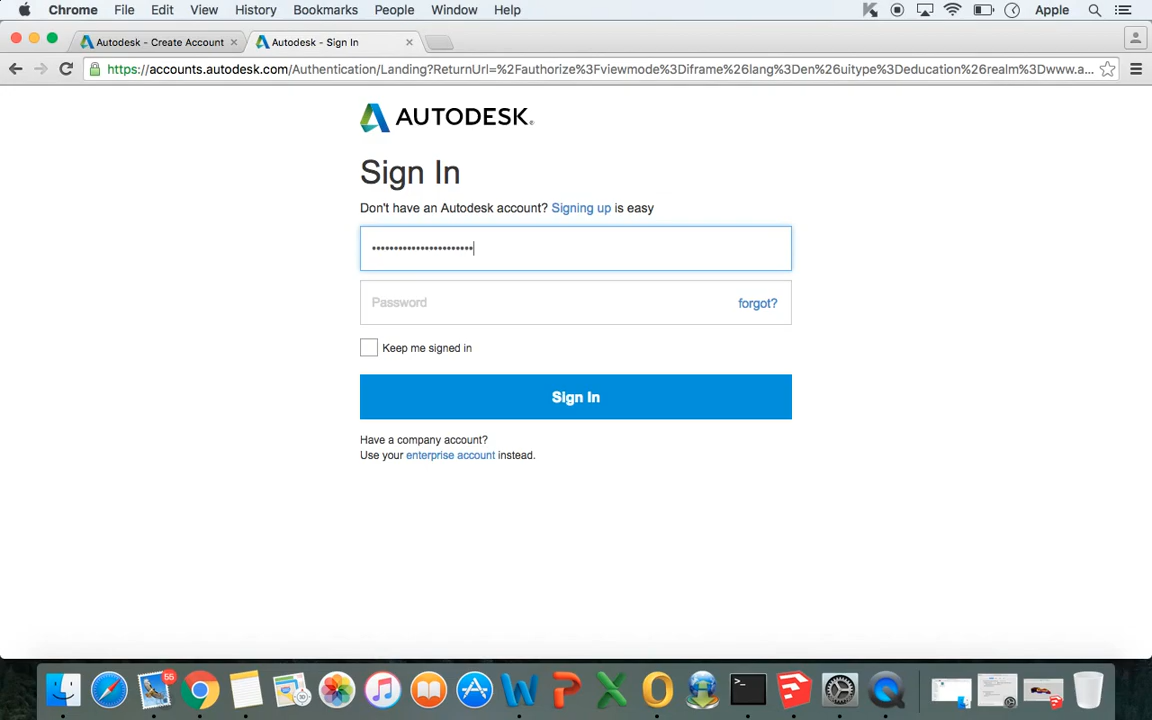 Chrome File Edit View History Bookmarks People Window Help Apple
Autodesk - Create Account Autodesk - Sign In
https://accounts.autodesk.com/Authentication/Landing?ReturnUrl=%2Fauthorize%3Fviewmode%3Diframe%26lang%3Den%26uitype%3Deducation%26realm%3Dwww.a...
AUTODESK®
Sign In
Don't have an Autodesk account? Signing up is easy
•••••••••••••••••••••••
Password forgot?
Keep me signed in
Sign In
Have a company account?
Use your enterprise account instead.
55